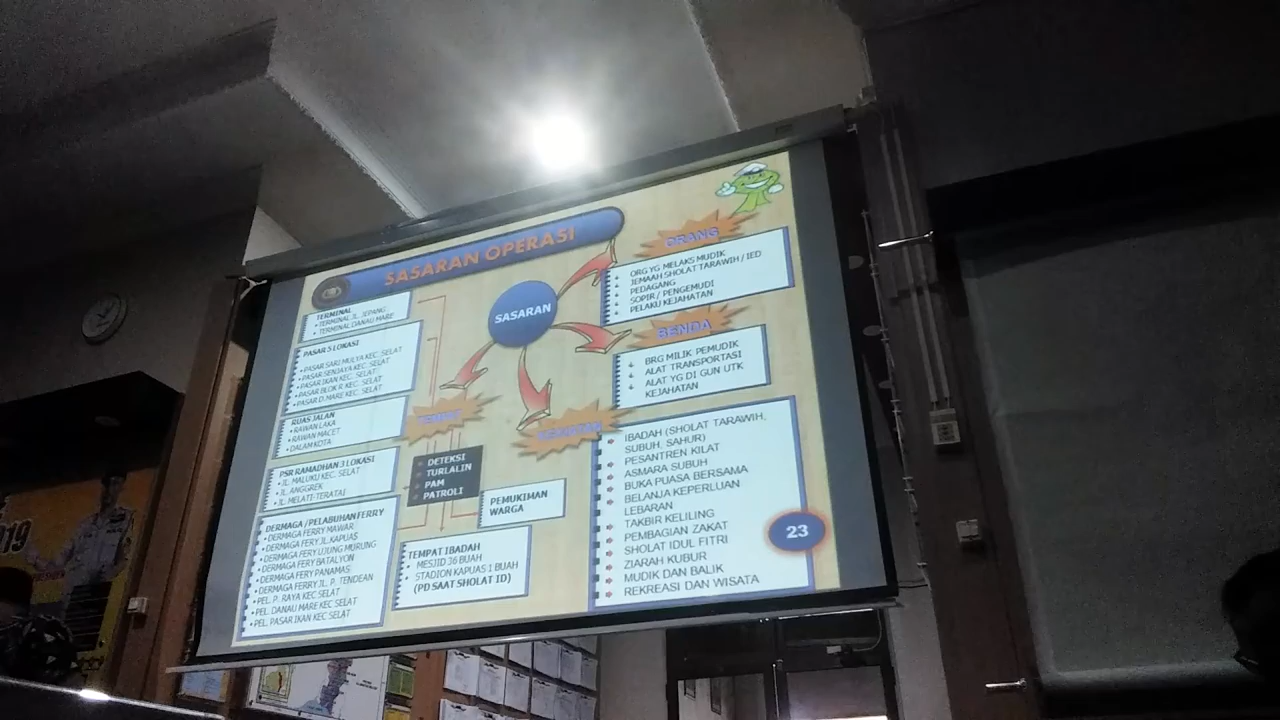 SASARAN OPERASI
TERMINAL
• TERMINAL JL. JEPANG
• TERMINAL DANAU MARE
PASAR 5 LOKASI
• PASAR SARI MULYA KEC. SELAT
• PASAR SENJAYA KEC. SELAT
• PASAR IKAN KEC. SELAT
• PASAR BLOK R KEC. SELAT
• PASAR D. MARE KEC. SELAT
RUAS JALAN
• RAWAN LAKA
• RAWAN MACET
• DALAM KOTA
PSR RAMADHAN 3 LOKASI
• JL. MALUKU KEC. SELAT
• JL. ANGGREK
• JL. MELATI-TERATAI
DERMAGA / PELABUHAN FERRY
• DERMAGA FERRY MAWAR
• DERMAGA FERY JL.KAPUAS
• DERMAGA FERY UJUNG MURUNG
• DERMAGA FERY BATALYON
• DERMAGA FERY PANAMAS
• DERMAGA FERRY JL. P. TENDEAN
• PEL. P. RAYA KEC SELAT
• PEL. DANAU MARE KEC SELAT
• PEL. PASAR IKAN KEC SELAT
SASARAN
TEMPAT
DETEKSI
TURLALIN
PAM
PATROLI
PEMUKIMAN
WARGA
TEMPAT IBADAH
• MESJID 36 BUAH
• STADION KAPUAS 1 BUAH
(PD SAAT SHOLAT ID)
ORANG
ORG YG MELAKS MUDIK
JEMAAH SHOLAT TARAWIH / IED
PEDAGANG
SOPIR / PENGEMUDI
PELAKU KEJAHATAN
BENDA
BRG MILIK PEMUDIK
ALAT TRANSPORTASI
ALAT YG DI GUN UTK
KEJAHATAN
KEGIATAN
IBADAH (SHOLAT TARAWIH,
SUBUH, SAHUR)
PESANTREN KILAT
ASMARA SUBUH
BUKA PUASA BERSAMA
BELANJA KEPERLUAN
LEBARAN
TAKBIR KELILING
PEMBAGIAN ZAKAT
SHOLAT IDUL FITRI
ZIARAH KUBUR
MUDIK DAN BALIK
REKREASI DAN WISATA
23